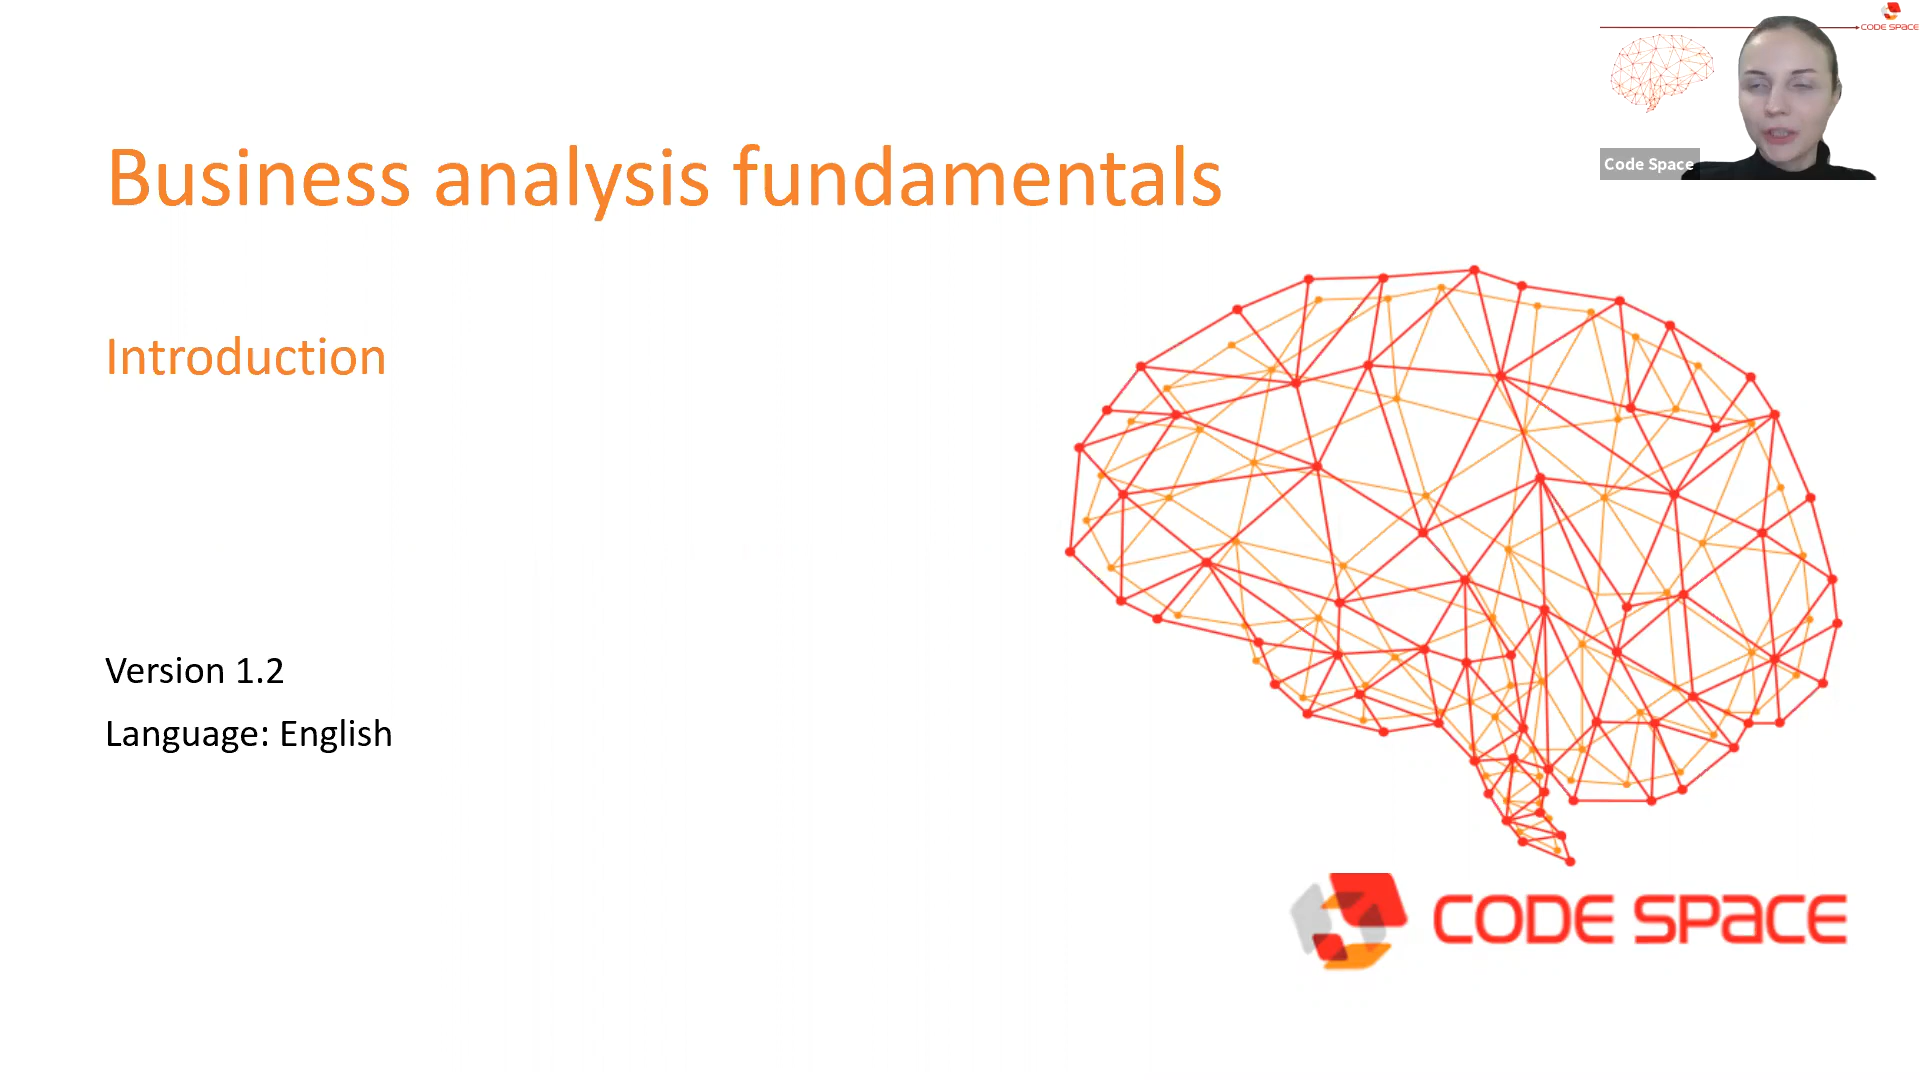 CODE SPACE
Code Space
Business analysis fundamentals
Introduction
Version 1.2
Language: English
CODE SPACE